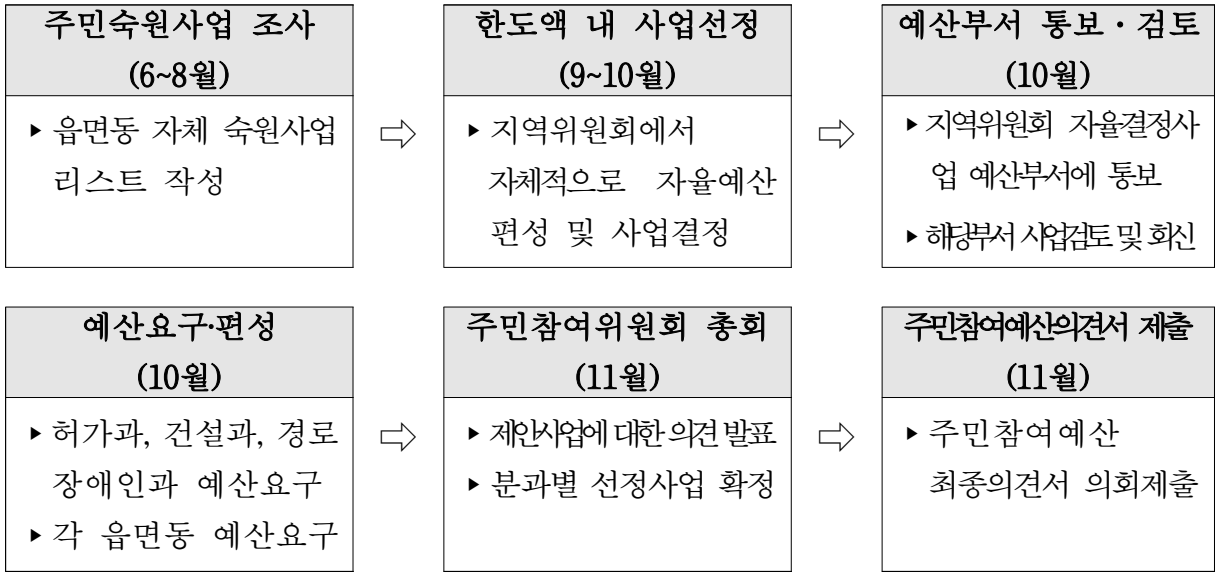 주민숙원사업 조사
(6~8월)
▸ 읍면동 자체 숙원사업
리스트 작성
⇨
한도액 내 사업선정
(9~10월)
▸ 지역위원회에서
자체적으로 자율예산
편성 및 사업결정
⇨
예산부서 통보·검토
(10월)
▸ 지역위원회 자율결정사
업 예산부서에 통보
▸ 해당부서 사업검토 및 회신
예산요구·편성
(10월)
▸ 허가과, 건설과, 경로
장애인과 예산요구
▸ 각 읍면동 예산요구
⇨
주민참여위원회 총회
(11월)
▸ 제안사업에 대한 의견 발표
▸ 분과별 선정사업 확정
⇨
주민참여예산의견서 제출
(11월)
▸ 주민참여예산
최종의견서 의회제출